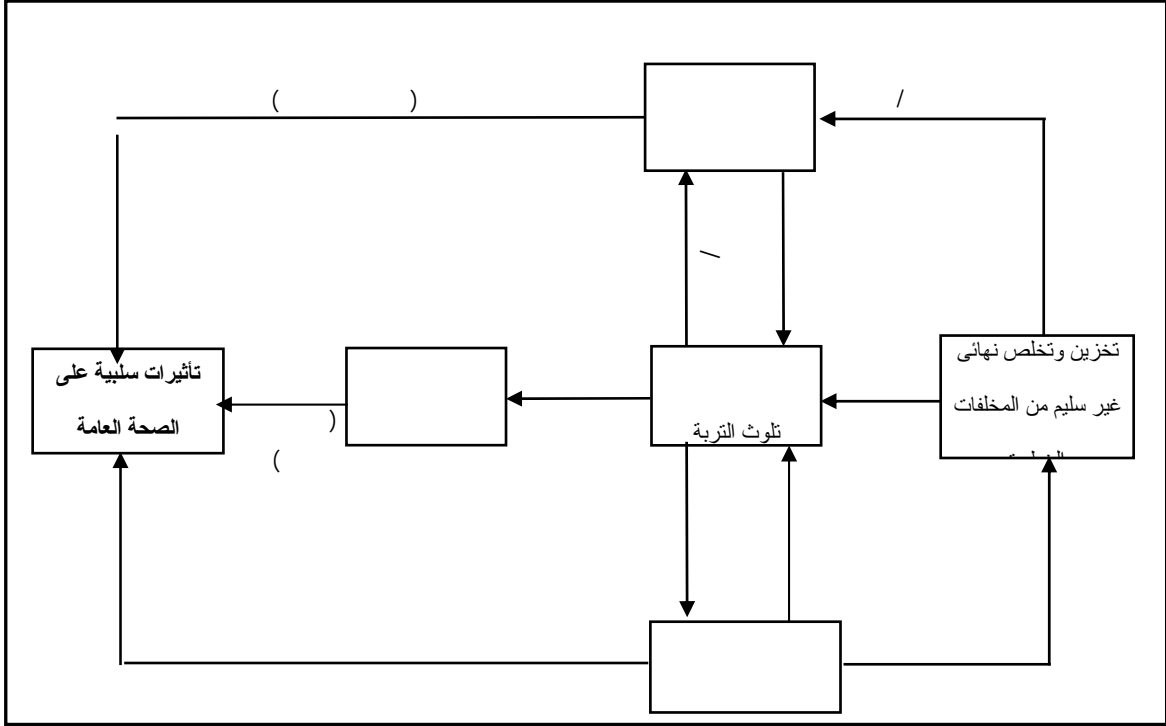 ( )
/
/
تخزين وتخلص نهائى
غير سليم من المخلفات
تلوث التربة
)
(
تأثيرات سلبية على
الصحة العامة